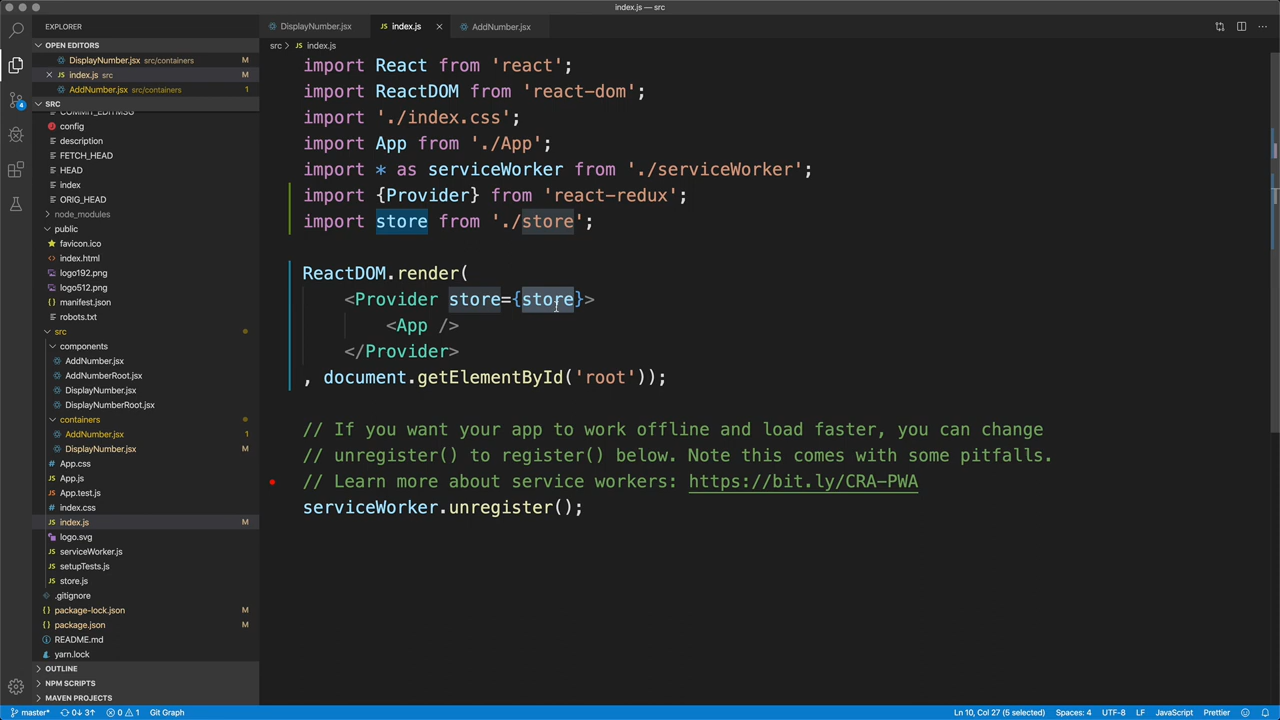 index.js — src
EXPLORER
OPEN EDITORS
DisplayNumber.jsx src/containers M
index.js src M
AddNumber.jsx src/containers 1
SRC
COMMIT_EDITMSG
config
description
FETCH_HEAD
HEAD
index
ORIG_HEAD
node_modules
public
favicon.ico
index.html
logo192.png
logo512.png
manifest.json
robots.txt
src
components
AddNumber.jsx
AddNumberRoot.jsx
DisplayNumber.jsx
DisplayNumberRoot.jsx
containers
AddNumber.jsx 1
DisplayNumber.jsx M
App.css
App.js
App.test.js
index.css
index.js M
logo.svg
serviceWorker.js
setupTests.js
store.js
.gitignore
package-lock.json M
package.json M
README.md
yarn.lock
OUTLINE
NPM SCRIPTS
MAVEN PROJECTS
4
DisplayNumber.jsx index.js AddNumber.jsx
src > index.js
import React from 'react';
import ReactDOM from 'react-dom';
import './index.css';
import App from './App';
import * as serviceWorker from './serviceWorker';
import {Provider} from 'react-redux';
import store from './store';
ReactDOM.render(
<Provider store={store}>
<App />
</Provider>
, document.getElementById('root'));
// If you want your app to work offline and load faster, you can change
// unregister() to register() below. Note this comes with some pitfalls.
// Learn more about service workers: https://bit.ly/CRA-PWA
serviceWorker.unregister();
master* 0↓ 3↑ 0 1 Git Graph Ln 10, Col 27 (5 selected) Spaces: 4 UTF-8 LF JavaScript Prettier